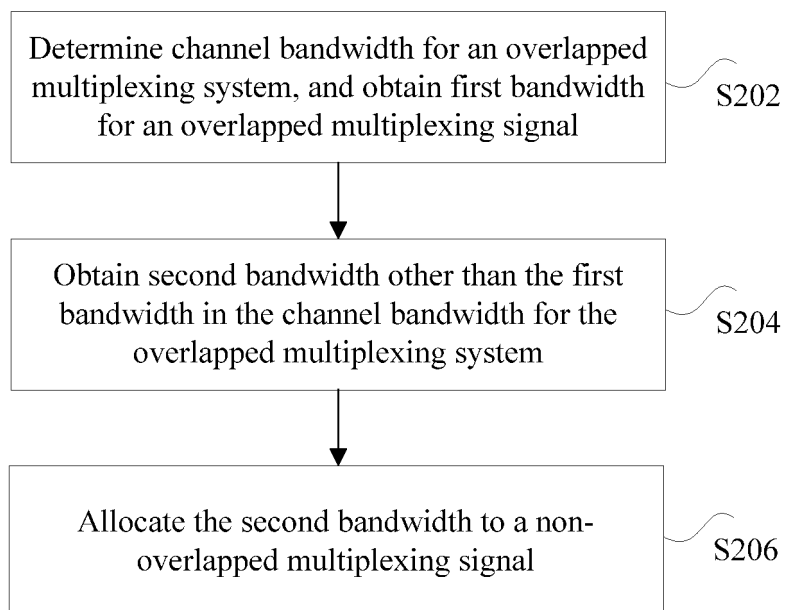 Determine channel bandwidth for an overlapped
multiplexing system, and obtain first bandwidth
for an overlapped multiplexing signal
S202
Obtain second bandwidth other than the first
bandwidth in the channel bandwidth for the
overlapped multiplexing system
S204
Allocate the second bandwidth to a non-
overlapped multiplexing signal
S206